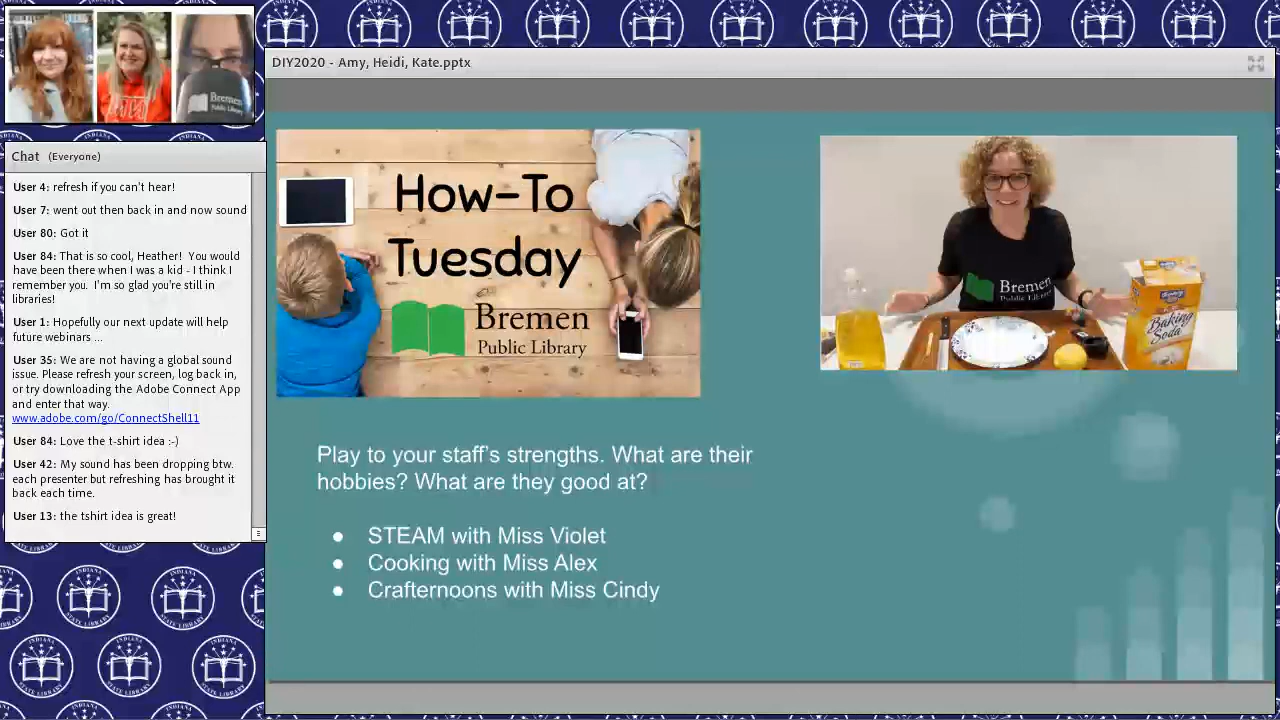 Bremen
Public Library
DIY2020 - Amy, Heidi, Kate.pptx
Chat (Everyone)
User 4: refresh if you can't hear!
User 7: went out then back in and now sound
User 80: Got it
User 84: That is so cool, Heather! You would
have been there when I was a kid - I think I
remember you. I'm so glad you're still in
libraries!
User 1: Hopefully our next update will help
future webinars ...
User 35: We are not having a global sound
issue. Please refresh your screen, log back in,
or try downloading the Adobe Connect App
and enter that way.
www.adobe.com/go/ConnectShell11
User 84: Love the t-shirt idea :-)
User 42: My sound has been dropping btw.
each presenter but refreshing has brought it
back each time.
User 13: the tshirt idea is great!
How-To
Tuesday
Bremen
Public Library
Bremen
Public Library
Baking
Soda
Play to your staff's strengths. What are their
hobbies? What are they good at?
● STEAM with Miss Violet
● Cooking with Miss Alex
● Crafternoons with Miss Cindy
INDIANA
STATE LIBRARY